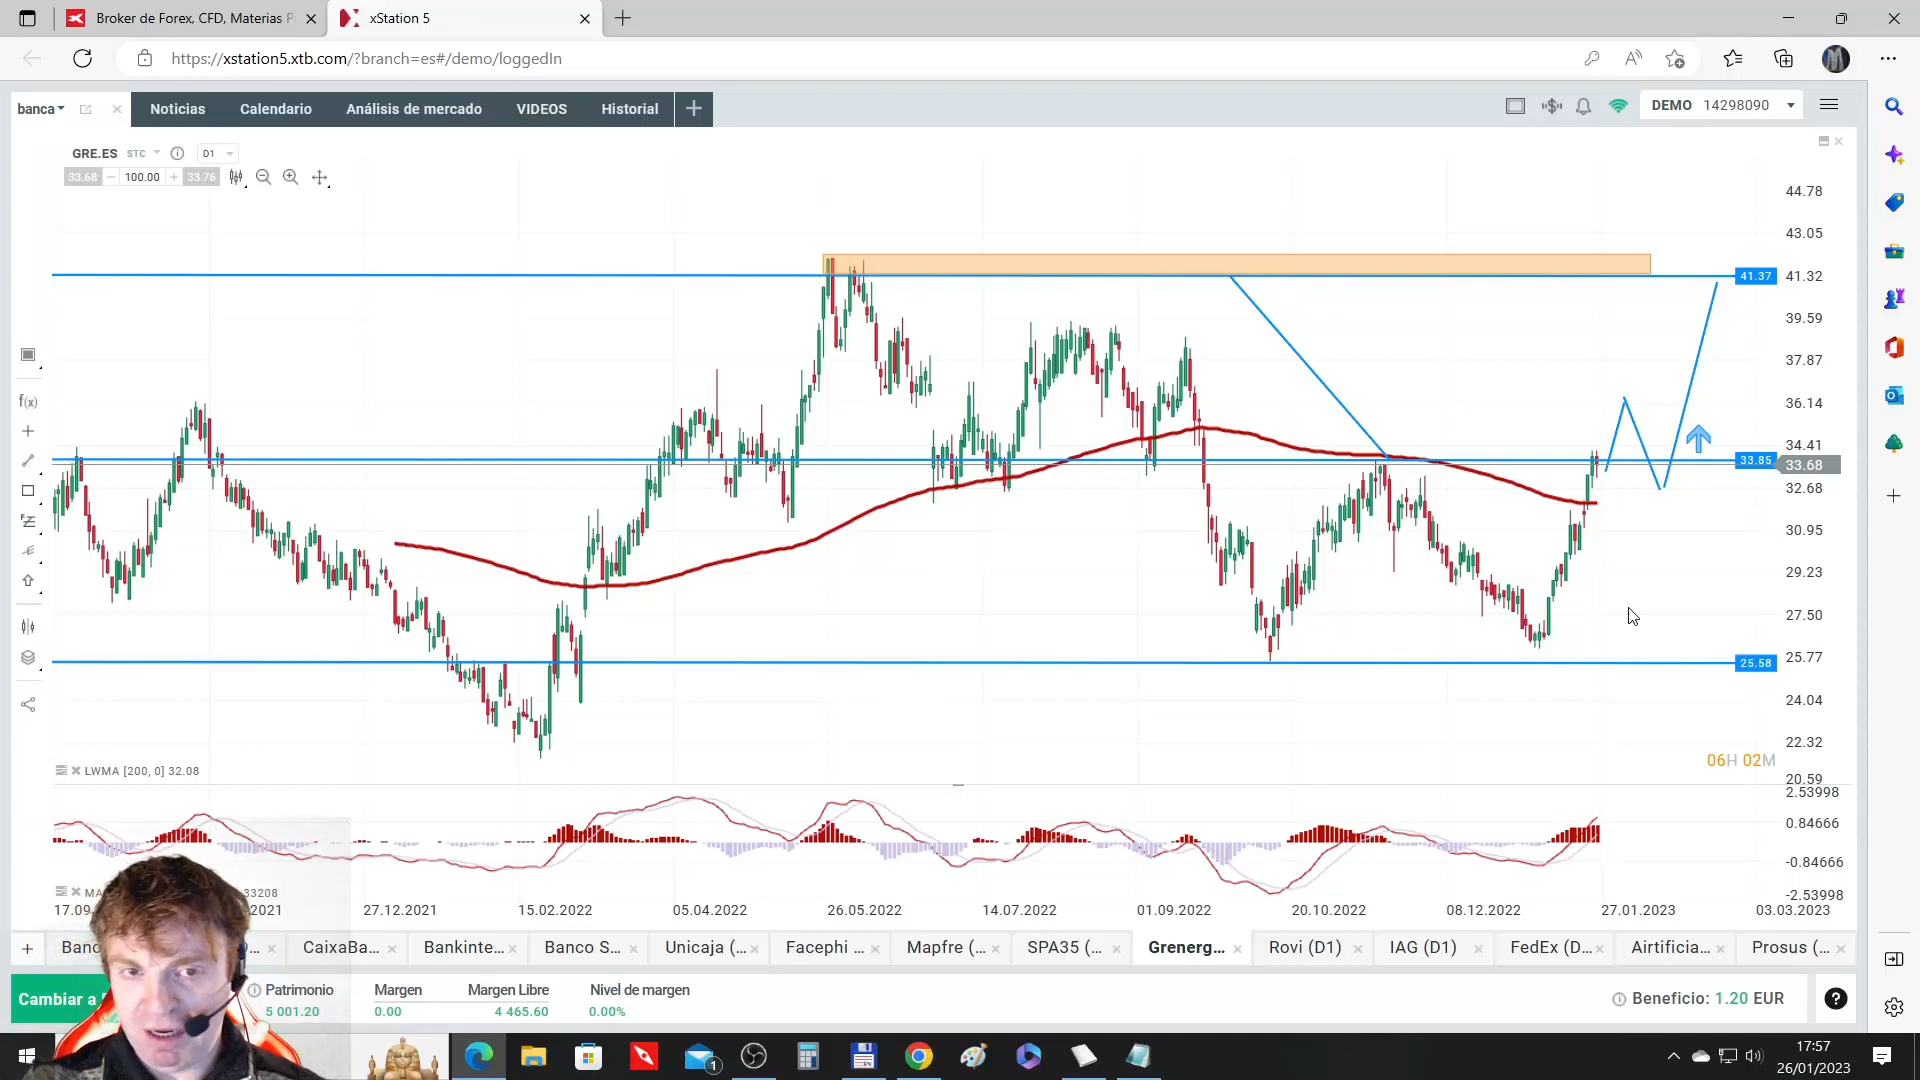 Broker de Forex, CFD, Materias P
xStation 5
https://xstation5.xtb.com/?branch=es#/demo/loggedIn
banca
Noticias
Calendario
Análisis de mercado
VIDEOS
Historial
DEMO 14298090
GRE.ES STC D1
33.68 100.00 33.76
44.78
43.05
41.37 41.32
39.59
37.87
36.14
34.41
33.85
33.68
32.68
30.95
29.23
27.50
25.58
25.77
24.04
22.32
20.59
f(x)
06H 02M
LWMA [200, 0] 32.08
2.53998
0.84666
-0.84666
-2.53998
MA 33208
17.09 2021 27.12.2021 15.02.2022 05.04.2022 26.05.2022 14.07.2022 01.09.2022 20.10.2022 08.12.2022 27.01.2023 03.03.2023
Banc ... CaixaBa... Bankinte... Banco S... Unicaja (... Facephi ... Mapfre (... SPA35 (... Grenerg... Rovi (D1) IAG (D1) FedEx (D... Airtificia... Prosus (...
Cambiar a
Patrimonio
5 001.20
Margen
0.00
Margen Libre
4 465.60
Nivel de margen
0.00%
Beneficio: 1.20 EUR
1
17:57
26/01/2023